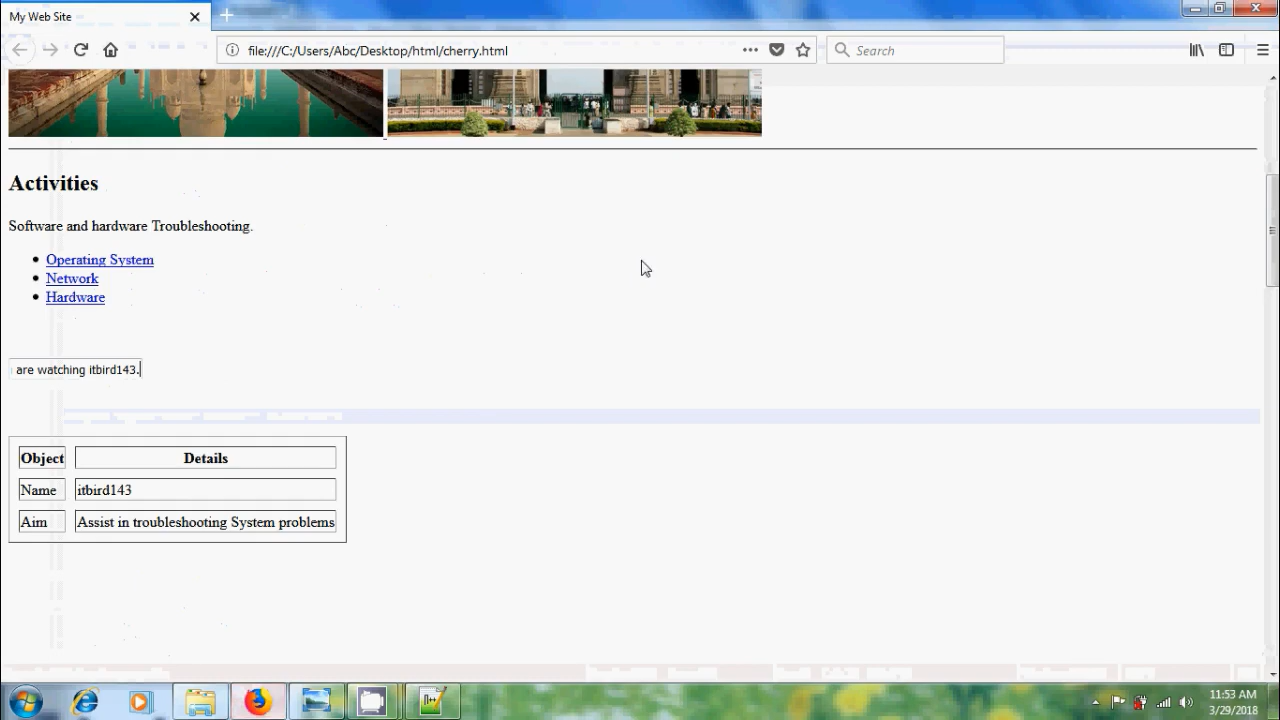 My Web Site
file:///C:/Users/Abc/Desktop/html/cherry.html
Search
Activities
Software and hardware Troubleshooting.
Operating System
Network
Hardware
are watching itbird143.
Object Details
Name itbird143
Aim Assist in troubleshooting System problems
11:53 AM
3/29/2018